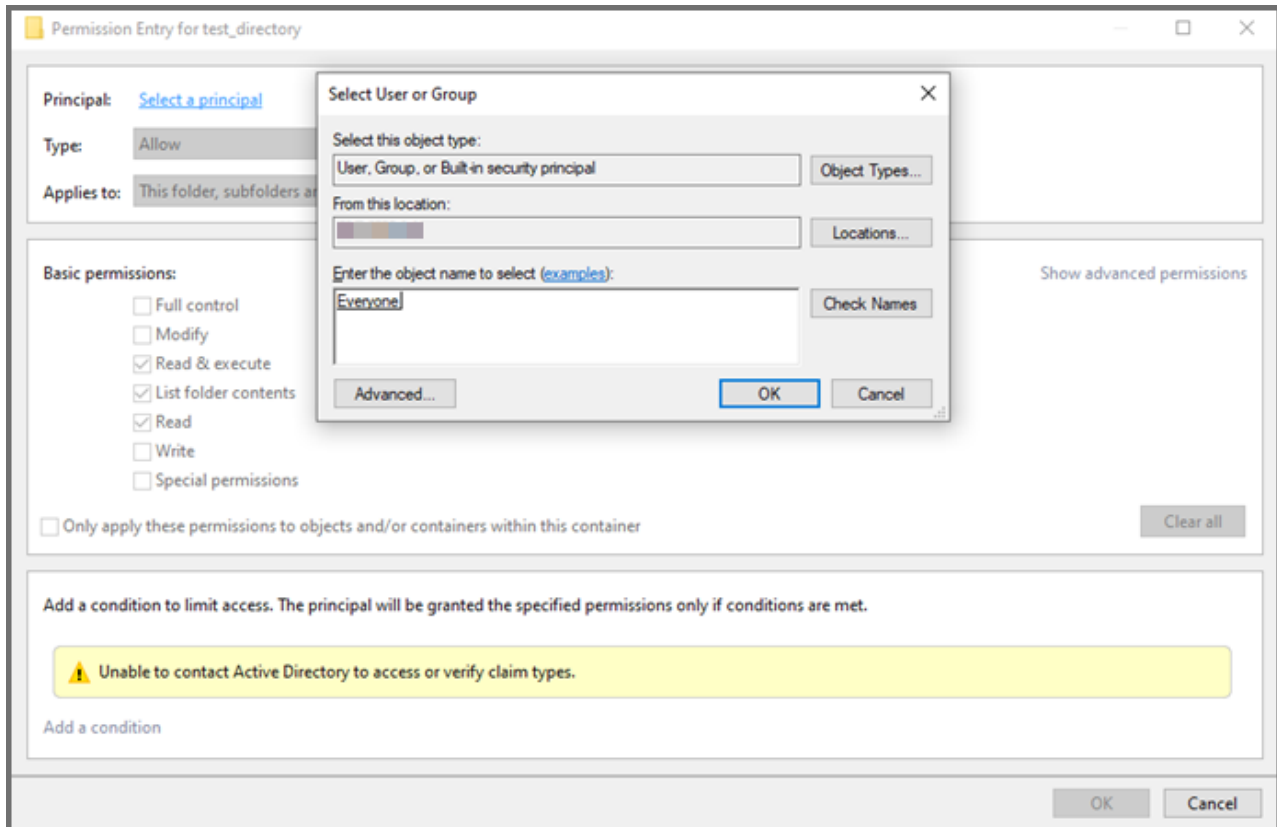 Permission Entry for test_directory
Principal: Select a principal
Type: Allow
Applies to: This folder, subfolders
Select User or Group
Select this object type:
User, Group, or Built-in security principal
Object Types...
From this location:
Locations...
Enter the object name to select (examples):
Everyone
Check Names
Advanced...
OK
Cancel
Basic permissions:
Show advanced permissions
Full control
Modify
Read & execute
List folder contents
Read
Write
Special permissions
Only apply these permissions to objects and/or containers within this container
Clear all
Add a condition to limit access. The principal will be granted the specified permissions only if conditions are met.
Unable to contact Active Directory to access or verify claim types.
Add a condition
OK
Cancel